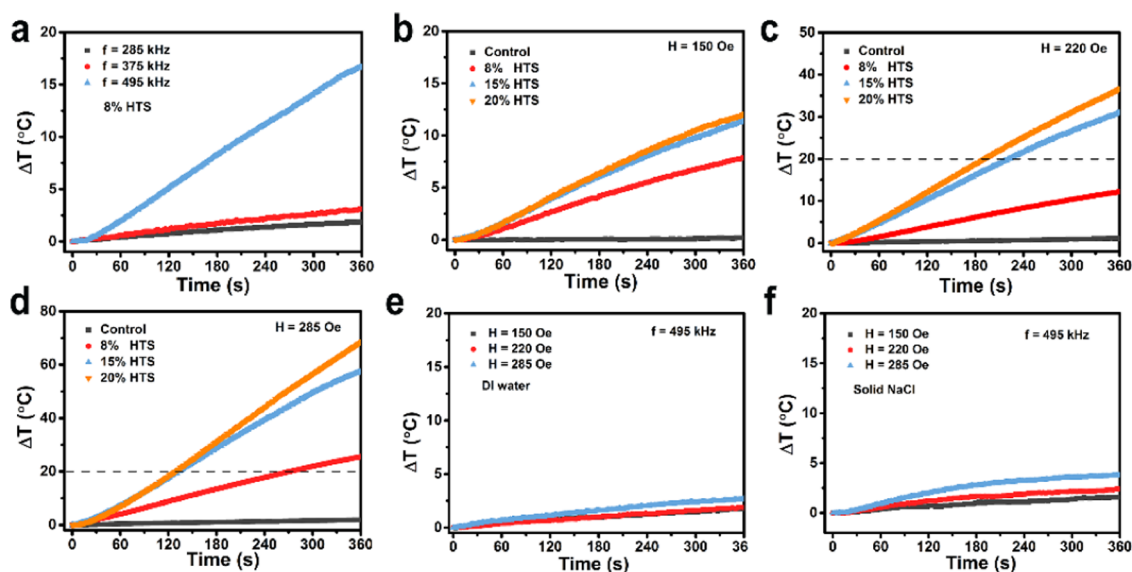 a
20
15
10
5
0
ΔT (°C)
f = 285 kHz
f = 375 kHz
f = 495 kHz
8% HTS
0 60 120 180 240 300 360
Time (s)
b
20
15
10
5
0
ΔT (°C)
H = 150 Oe
Control
8% HTS
15% HTS
20% HTS
0 60 120 180 240 300 360
Time (s)
c
50
40
30
20
10
0
ΔT (°C)
H = 220 Oe
Control
8% HTS
15% HTS
20% HTS
0 60 120 180 240 300 360
Time (s)
d
80
60
40
20
0
ΔT (°C)
H = 285 Oe
Control
8% HTS
15% HTS
20% HTS
0 60 120 180 240 300 360
Time (s)
e
20
15
10
5
0
ΔT (°C)
H = 150 Oe
H = 220 Oe
H = 285 Oe
f = 495 kHz
DI water
0 60 120 180 240 300 36
Time (s)
f
20
15
10
5
0
ΔT (°C)
H = 150 Oe
H = 220 Oe
H = 285 Oe
f = 495 kHz
Solid NaCl
0 60 120 180 240 300 360
Time (s)